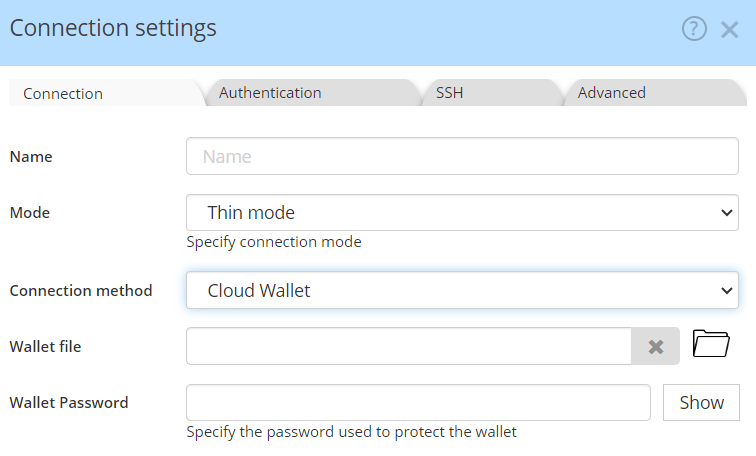 Connection settings
Connection Authentication SSH Advanced
Name Name
Mode Thin mode
Specify connection mode
Connection method Cloud Wallet
Wallet file
Wallet Password Show
Specify the password used to protect the wallet